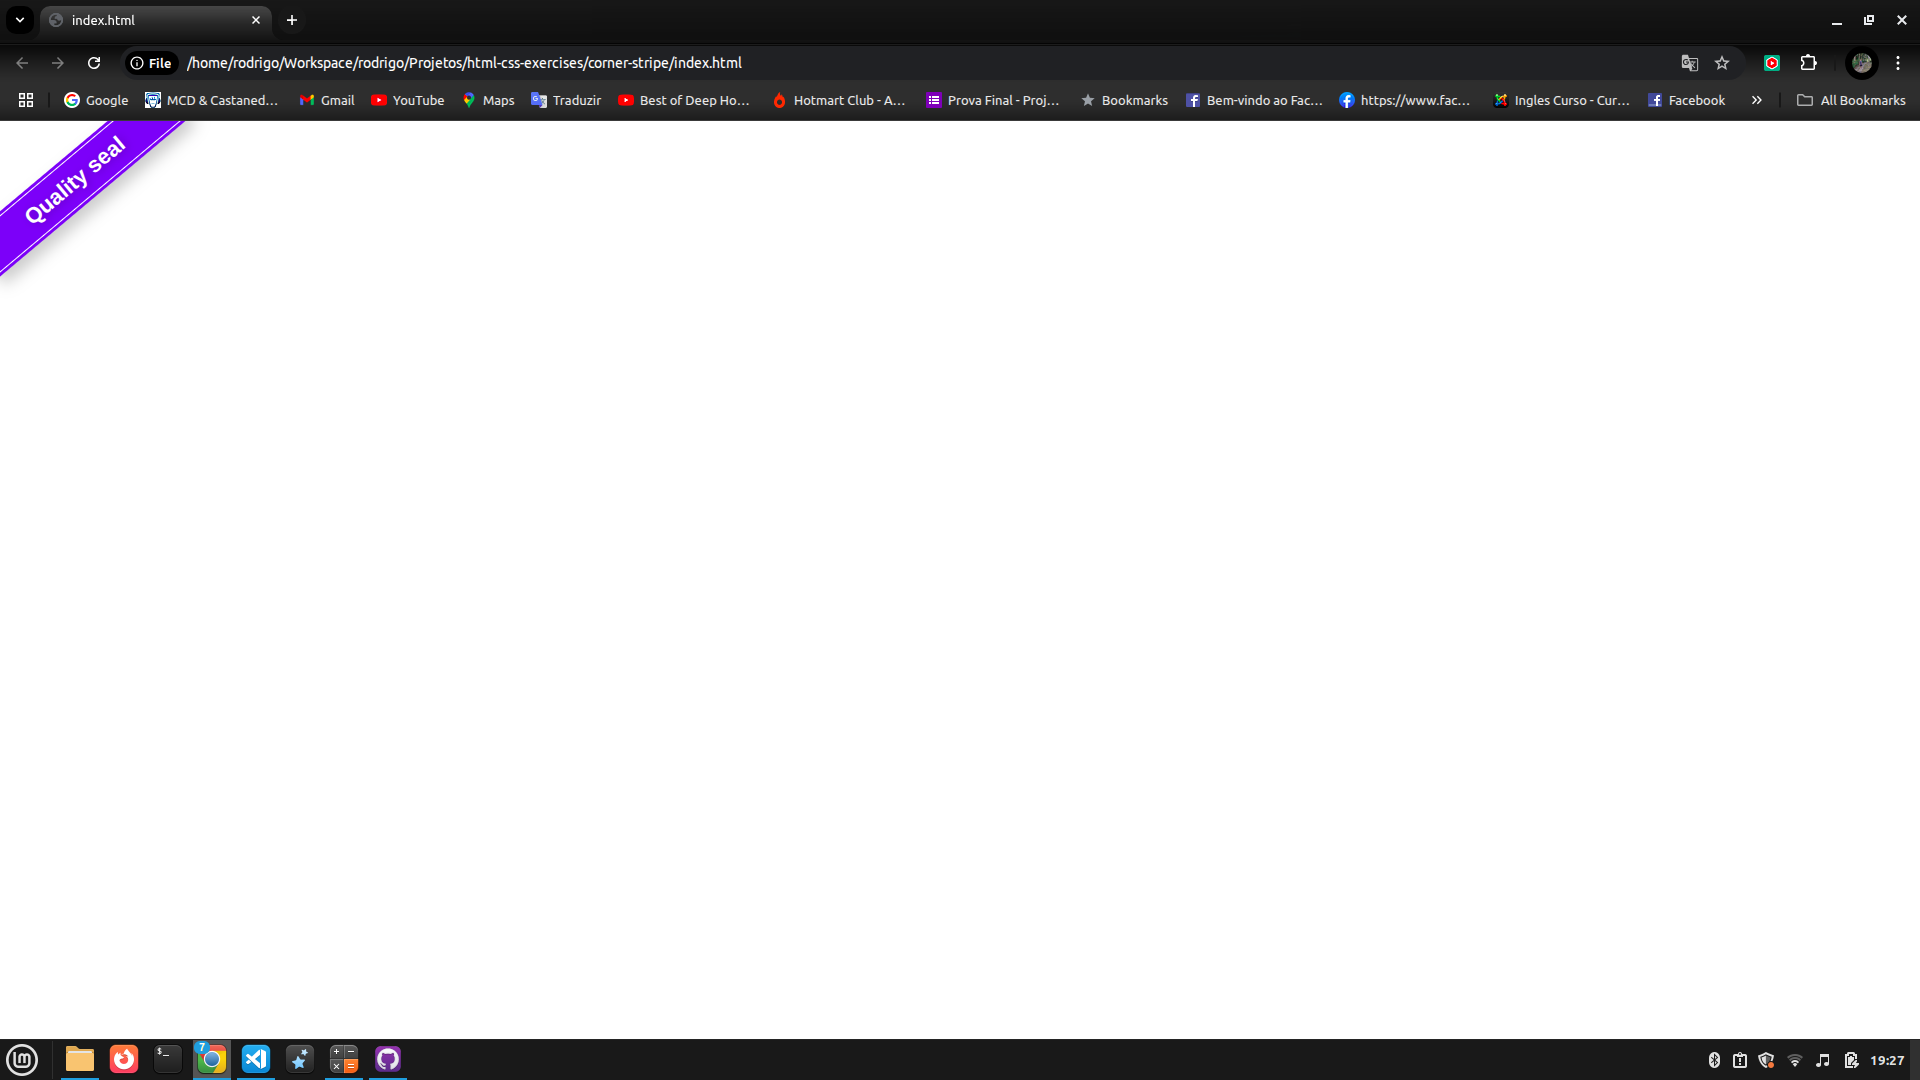 index.html
File
/home/rodrigo/Workspace/rodrigo/Projetos/html-css-exercises/corner-stripe/index.html
Google
MCD & Castaned...
Gmail
YouTube
Maps
Traduzir
Best of Deep Ho...
Hotmart Club - A...
Prova Final - Proj...
Bookmarks
Bem-vindo ao Fac...
https://www.fac...
Ingles Curso - Cur...
Facebook
All Bookmarks
Quality seal
7
19:27